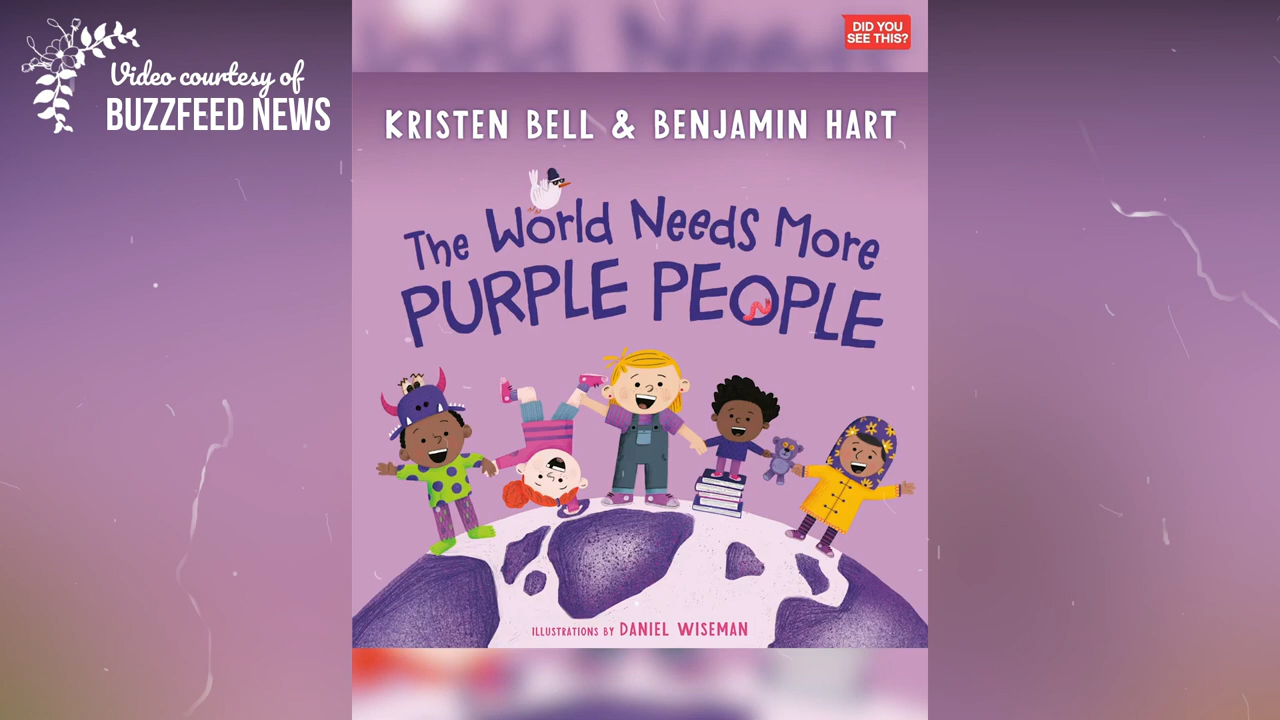 Video courtesy of
BUZZFEED NEWS
DID YOU
SEE THIS?
KRISTEN BELL & BENJAMIN HART
The World Needs More
PURPLE PEOPLE
ILLUSTRATIONS BY DANIEL WISEMAN